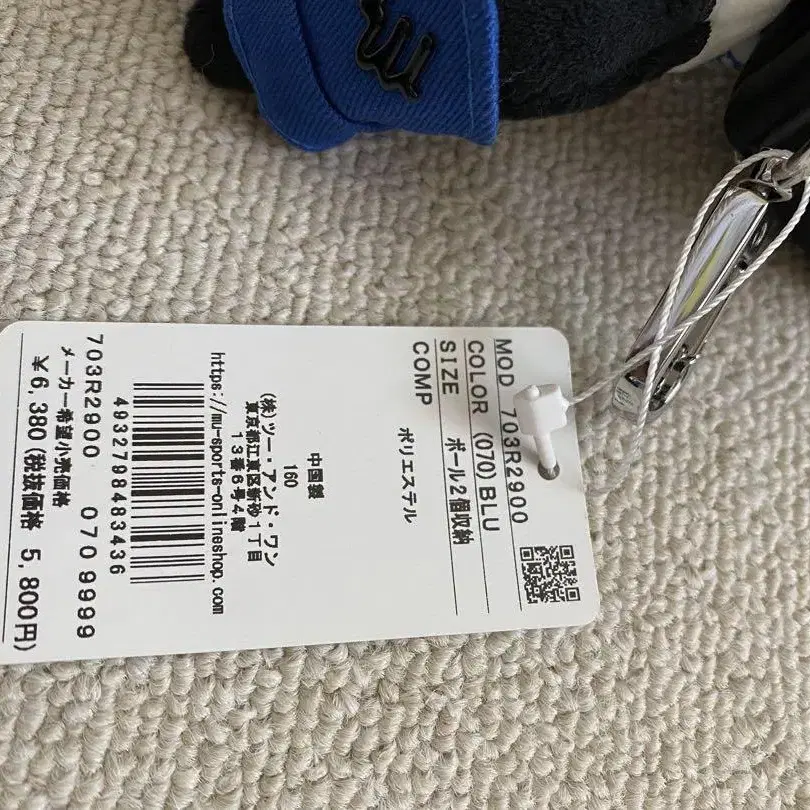 MOD 703R2900
COLOR (070)BLU
SIZE ボール2個収納
COMP
ポリエステル
中国製
160
(株)ツー・アンド・ワン
東京都江東区新砂1丁目
13番6号4階
https://mu-sports-onlineshop.com
4932798483436
703R2900 070 9999
メーカー希望小売価格
¥6,380(税抜価格 5,800円)